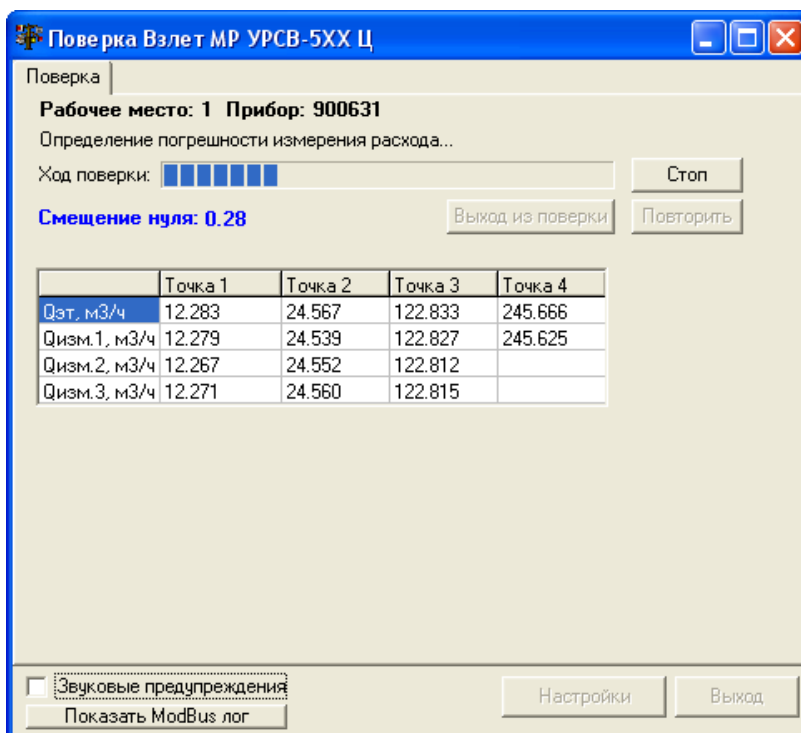 Поверка Взлет МР УРСВ-5ХХ Ц
Поверка
Рабочее место: 1 Прибор: 900631
Определение погрешности измерения расхода...
Ход поверки: Стоп
Смещение нуля: 0.28 Выход из поверки Повторить
Точка 1 Точка 2 Точка 3 Точка 4
Qэт, м3/ч 12.283 24.567 122.833 245.666
Qизм.1, м3/ч 12.279 24.539 122.827 245.625
Qизм.2, м3/ч 12.267 24.552 122.812
Qизм.3, м3/ч 12.271 24.560 122.815
Звуковые предупреждения
Настройки Выход
Показать ModBus лог